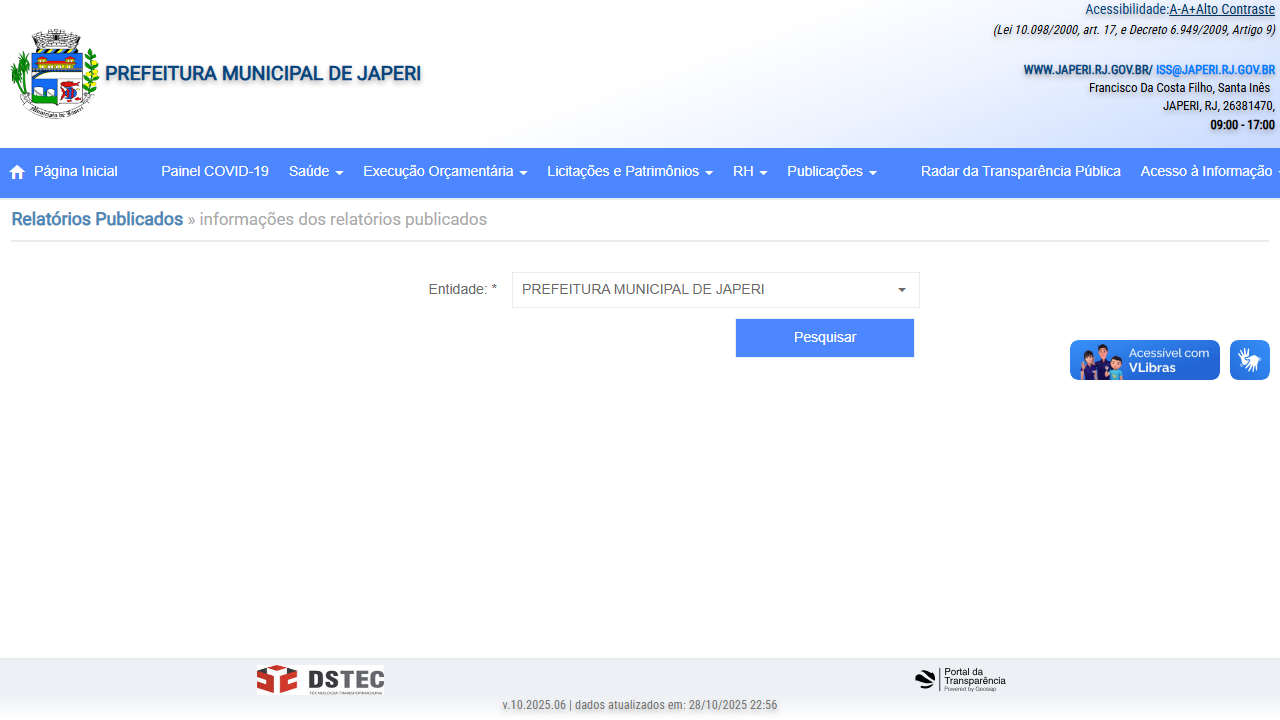 Acessibilidade:A-A+Alto Contraste
(Lei 10.098/2000, art. 17, e Decreto 6.949/2009, Artigo 9)
PREFEITURA MUNICIPAL DE JAPERI
WWW.JAPERI.RJ.GOV.BR/ ISS@JAPERI.RJ.GOV.BR
Francisco Da Costa Filho, Santa Inês
JAPERI, RJ, 26381470,
09:00 - 17:00
Página Inicial Painel COVID-19 Saúde Execução Orçamentária Licitações e Patrimônios RH Publicações Radar da Transparência Pública Acesso à Informação
Relatórios Publicados » informações dos relatórios publicados
Entidade: * PREFEITURA MUNICIPAL DE JAPERI
Pesquisar
Acessível com
VLibras
DSTEC
TECNOLOGIA TRANSFORMADORA
Portal da
Transparência
Powered by Geosiap
v.10.2025.06 | dados atualizados em: 28/10/2025 22:56